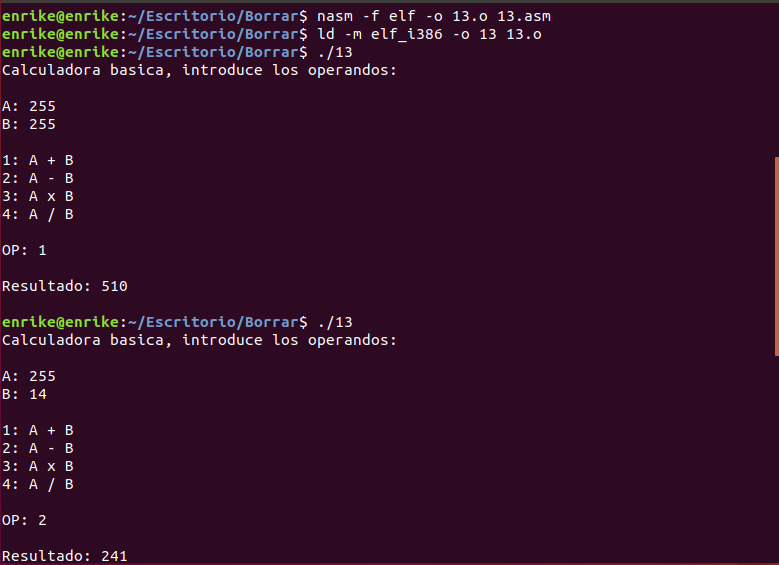 enrike@enrike:~/Escritorio/Borrar$ nasm -f elf -o 13.o 13.asm
enrike@enrike:~/Escritorio/Borrar$ ld -m elf_i386 -o 13 13.o
enrike@enrike:~/Escritorio/Borrar$ ./13
Calculadora basica, introduce los operandos:
A: 255
B: 255
1: A + B
2: A - B
3: A x B
4: A / B
OP: 1
Resultado: 510
enrike@enrike:~/Escritorio/Borrar$ ./13
Calculadora basica, introduce los operandos:
A: 255
B: 14
1: A + B
2: A - B
3: A x B
4: A / B
OP: 2
Resultado: 241